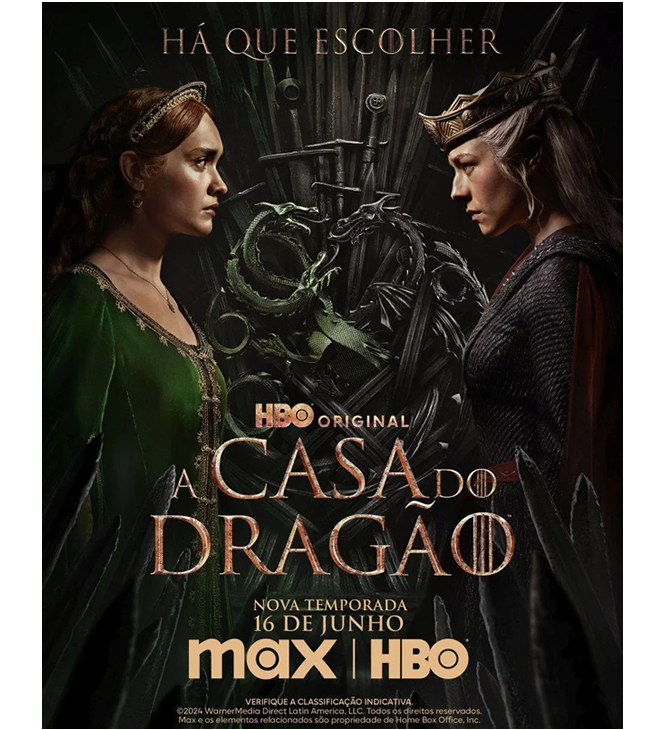 HÁ QUE ESCOLHER
HBO ORIGINAL
A CASA DO
DRAGÃO
NOVA TEMPORADA
16 DE JUNHO
max | HBO
VERIFIQUE A CLASSIFICAÇÃO INDICATIVA.
©2024 WarnerMedia Direct Latin America, LLC. Todos os direitos reservados.
Max e os elementos relacionados são propriedade de Home Box Office, Inc.